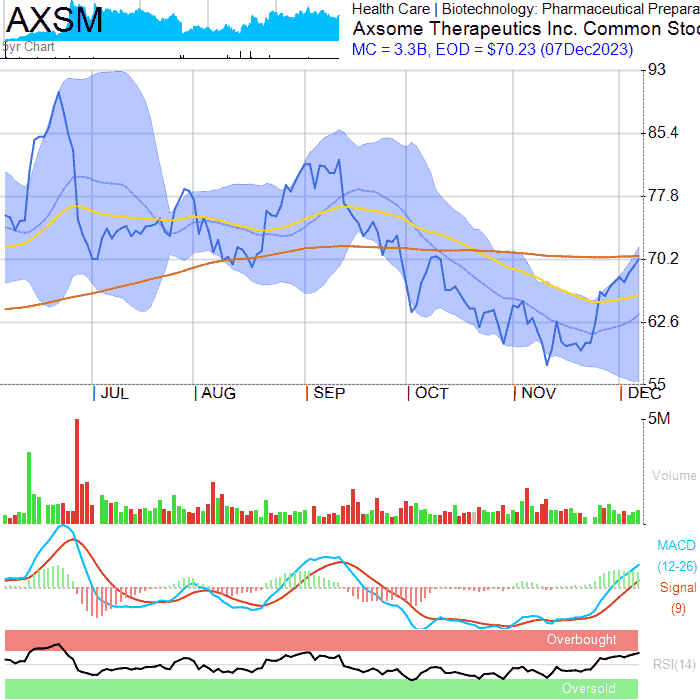 AXSM
5yr Chart
Health Care | Biotechnology: Pharmaceutical Prepara
Axsome Therapeutics Inc. Common Stoc
MC = 3.3B, EOD = $70.23 (07Dec2023)
93
85.4
77.8
70.2
62.6
55
| JUL
| AUG
| SEP
| OCT
| NOV
| DEC
5M
Volume
MACD
(12-26)
Signal
(9)
Overbought
RSI(14)
Oversold